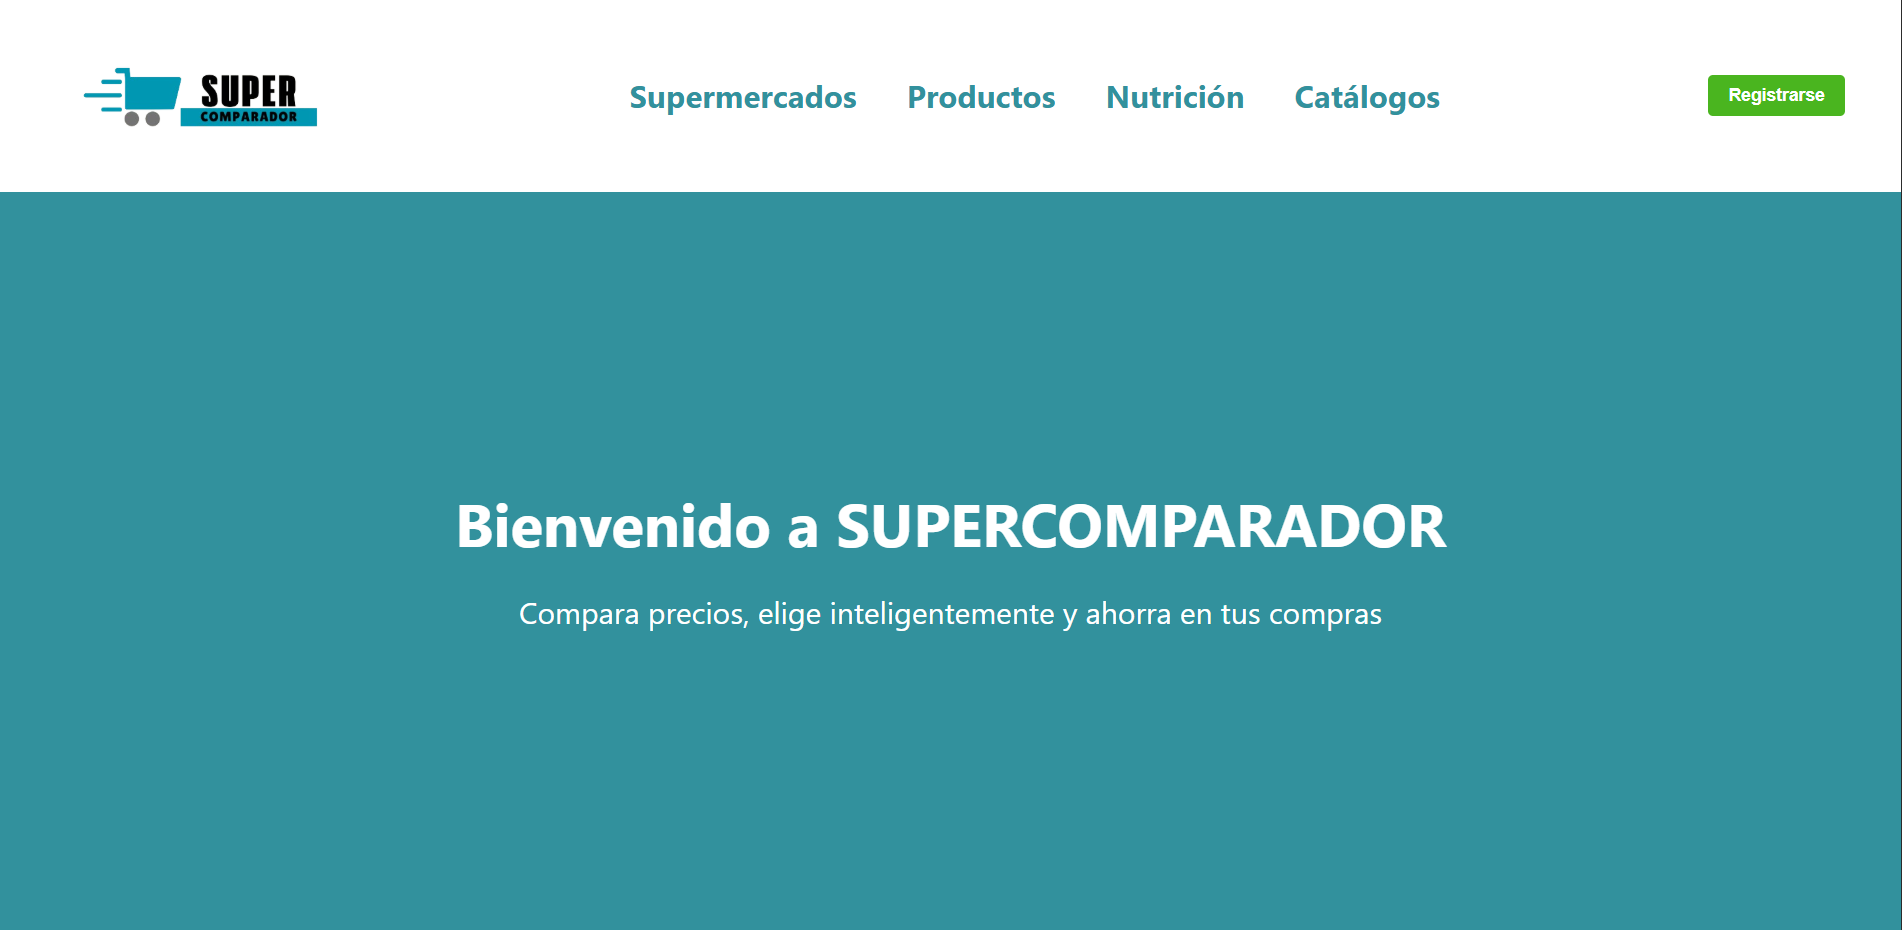 SUPER
COMPARADOR
Supermercados Productos Nutrición Catálogos
Registrarse
Bienvenido a SUPERCOMPARADOR
Compara precios, elige inteligentemente y ahorra en tus compras